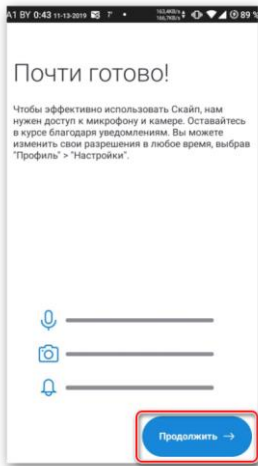 A1 BY 0:43 11-13-2019 89 %
Почти готово!
Чтобы эффективно использовать Скайп, нам
нужен доступ к микрофону и камере. Оставайтесь
в курсе благодаря уведомлениям. Вы можете
изменить свои разрешения в любое время, выбрав
"Профиль" > "Настройки".
Продолжить →